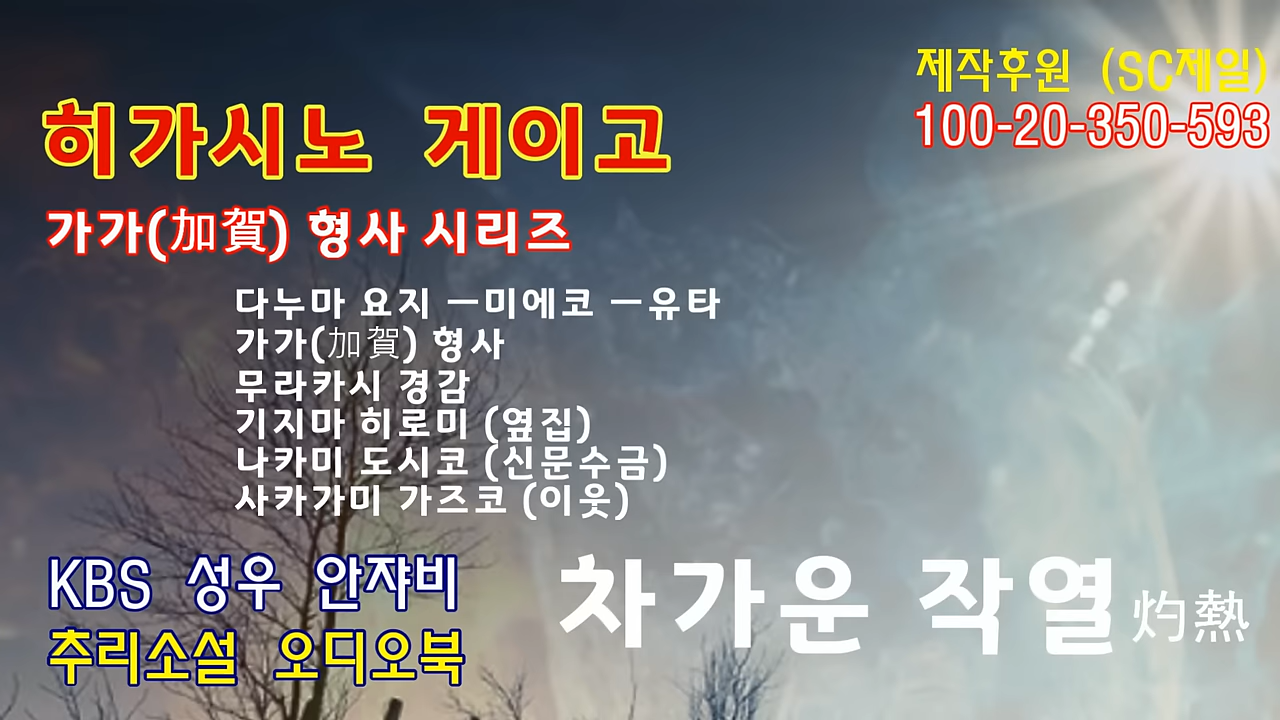 제작후원 (SC제일)
100-20-350-593
히가시노 게이고
가가(加賀) 형사 시리즈
다누마 요지 ー미에코 ー유타
가가(加賀) 형사
무라카시 경감
기지마 히로미 (옆집)
나카미 도시코 (신문수금)
사카가미 가즈코 (이웃)
KBS 성우 안쟈비
추리소설 오디오북
차가운 작열 灼熱